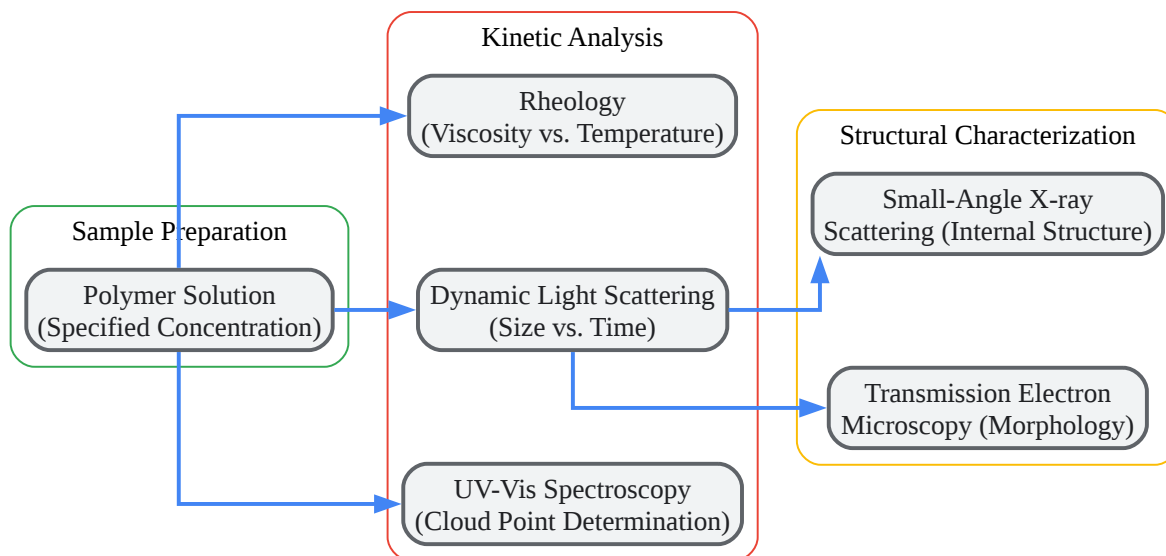 Kinetic Analysis
Rheology
(Viscosity vs. Temperature)
Structural Characterization
Small-Angle X-ray
Scattering (Internal Structure)
Sample Preparation
Polymer Solution
(Specified Concentration)
Dynamic Light Scattering
(Size vs. Time)
Transmission Electron
Microscopy (Morphology)
UV-Vis Spectroscopy
(Cloud Point Determination)